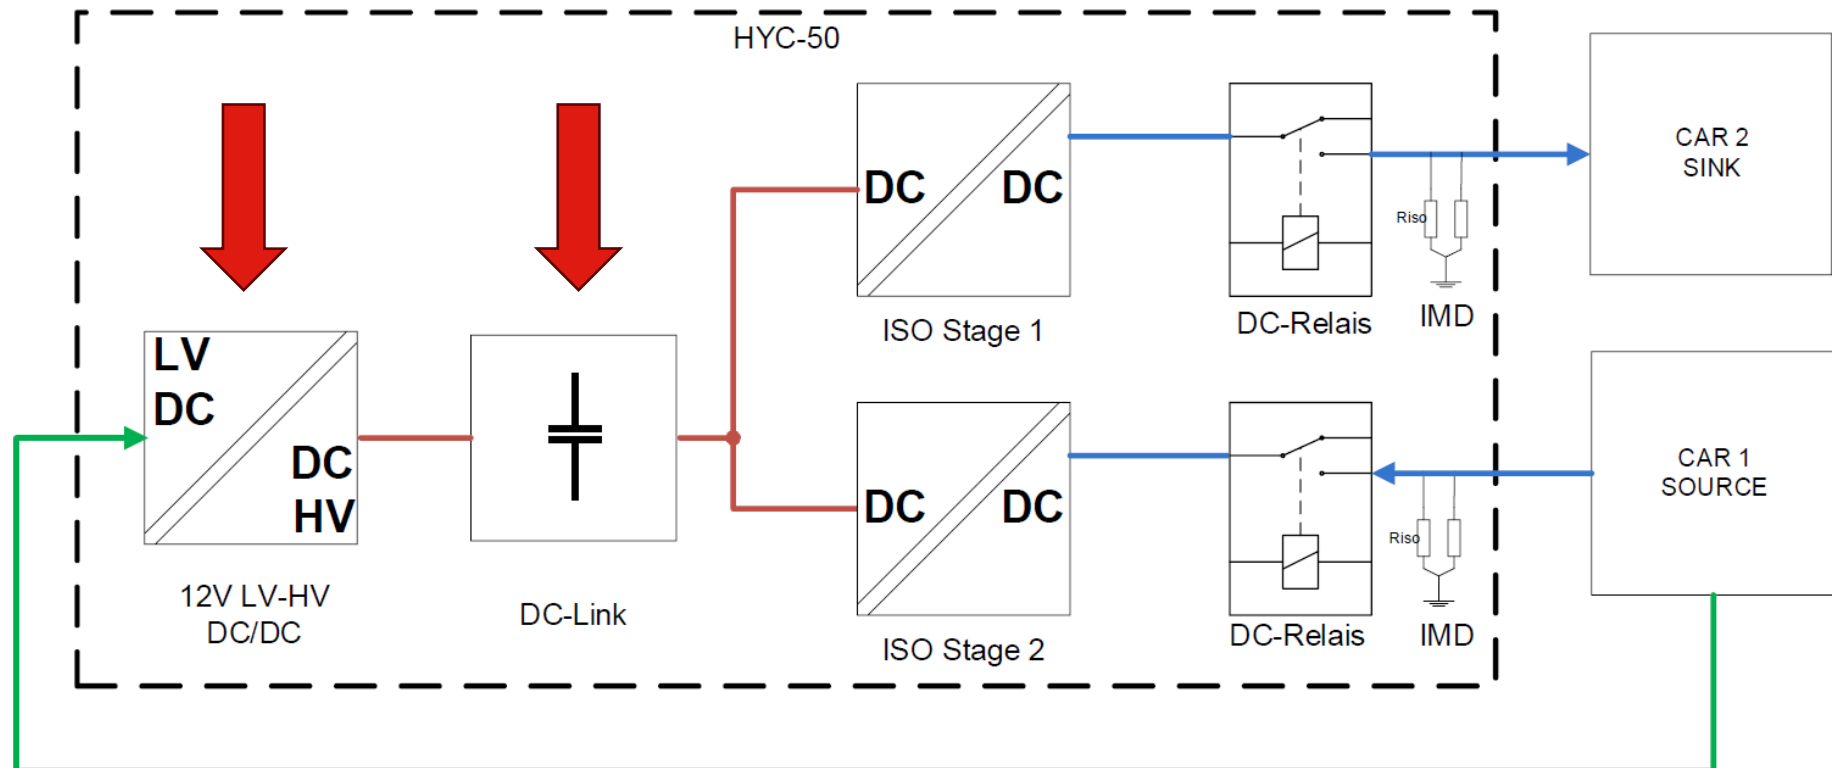 HYC-50
LV
DC
DC
HV
12V LV-HV
DC/DC
DC-Link
DC
DC
ISO Stage 1
DC-Relais
Riso
IMD
CAR 2
SINK
DC
DC
ISO Stage 2
DC-Relais
Riso
IMD
CAR 1
SOURCE